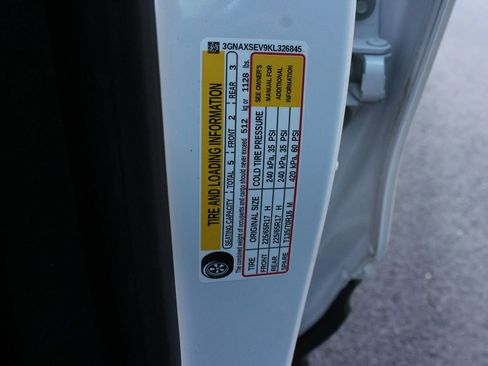 3GNAXSEV9KL326845
TIRE AND LOADING INFORMATION
SEATING CAPACITY TOTAL 5 FRONT 2 REAR 3
The combined weight of occupants and cargo should never exceed 512 kg or 1128 lbs.
TIRE ORIGINAL SIZE COLD TIRE PRESSURE
FRONT 225/65R17 H 240 kPa, 35 PSI
REAR 225/65R17 H 240 kPa, 35 PSI
SPARE T135/70R16 M 420 kPa, 60 PSI
SEE OWNER'S
MANUAL FOR
ADDITIONAL
INFORMATION